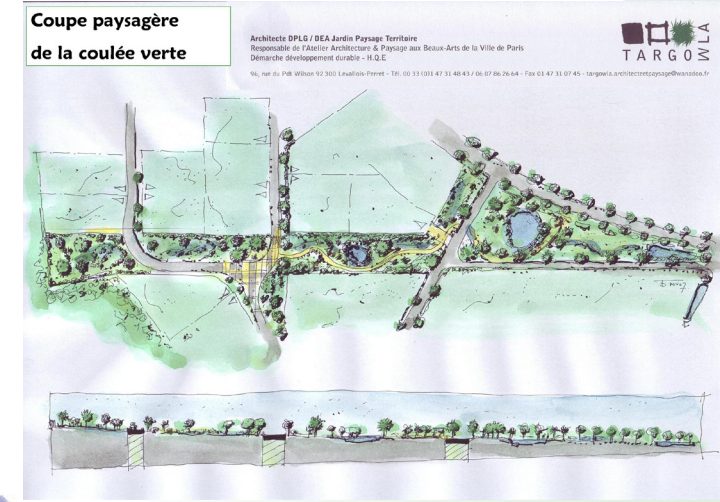 Coupe paysagère
de la coulée verte
Architecte DPLG / DEA Jardin Paysage Territoire
Responsable de l'Atelier Architecture & Paysage aux Beaux-Arts de la Ville de Paris
Démarche développement durable - H.Q.E
96, rue du Pdt Wilson 92 300 Levallois-Perret - Tél. 00 33 (0)1 47 31 48 43 / 06 07 86 26 64 - Fax 01 47 31 07 45 - targowla.architecteetpaysage@wanadoo.fr
TARGOWLA